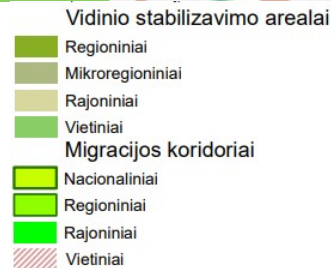 Vidinio stabilizavimo arealai
Regioniniai
Mikroregioniniai
Rajoniniai
Vietiniai
Migracijos koridoriai
Nacionaliniai
Regioniniai
Rajoniniai
Vietiniai